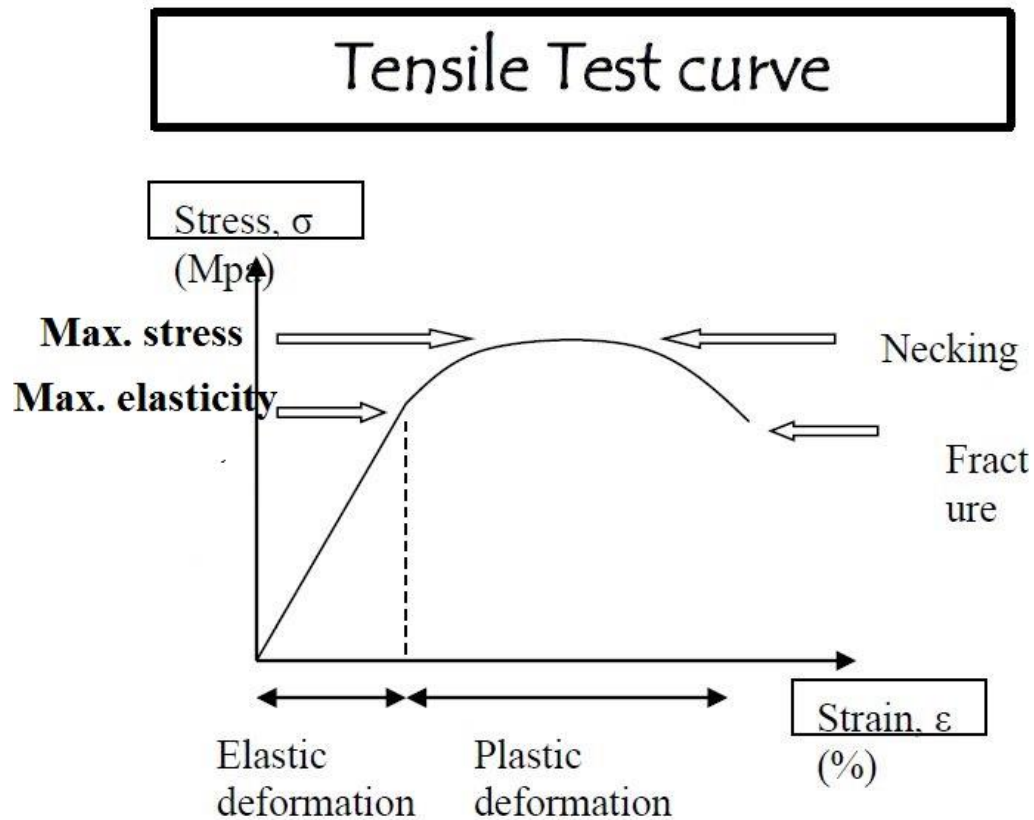 Tensile Test curve
Stress, σ
(Mpa)
Max. stress
Necking
Max. elasticity
Fract
ure
Strain, ε
(%)
Elastic
deformation
Plastic
deformation